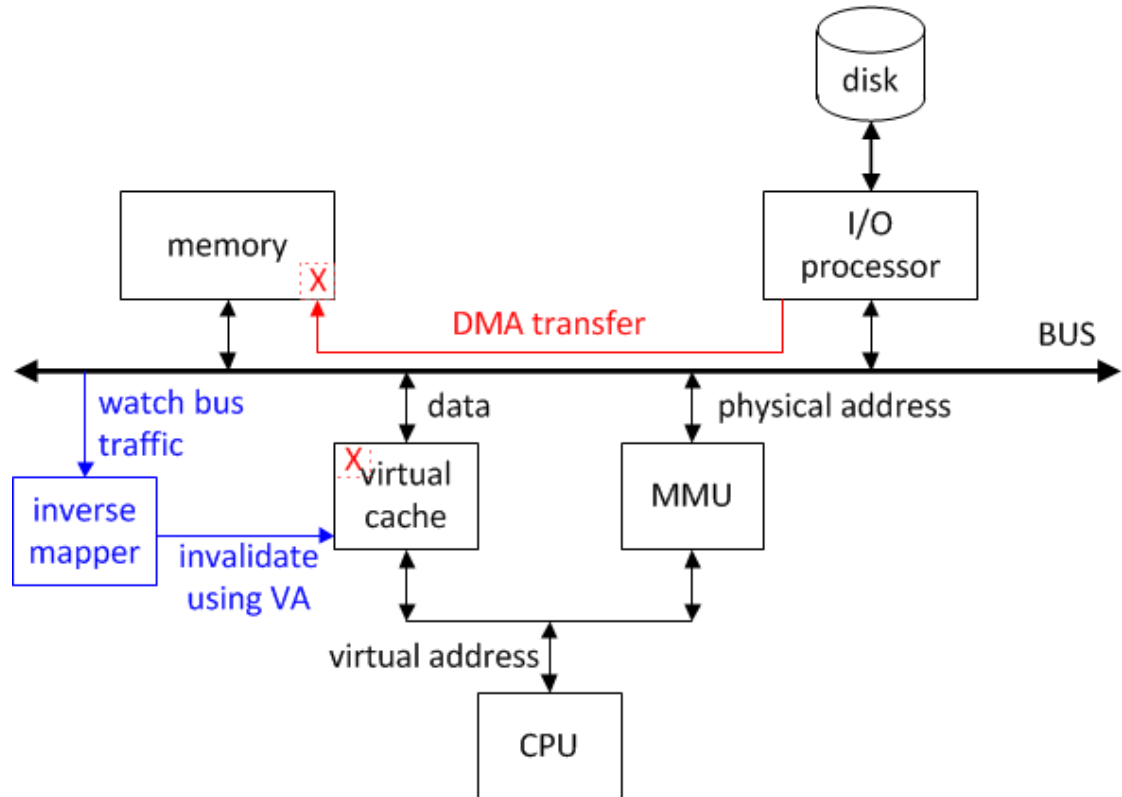 disk
memory
I/O
processor
X
DMA transfer
BUS
watch bus
traffic
data
physical address
X
virtual
cache
MMU
inverse
mapper
invalidate
using VA
virtual address
CPU